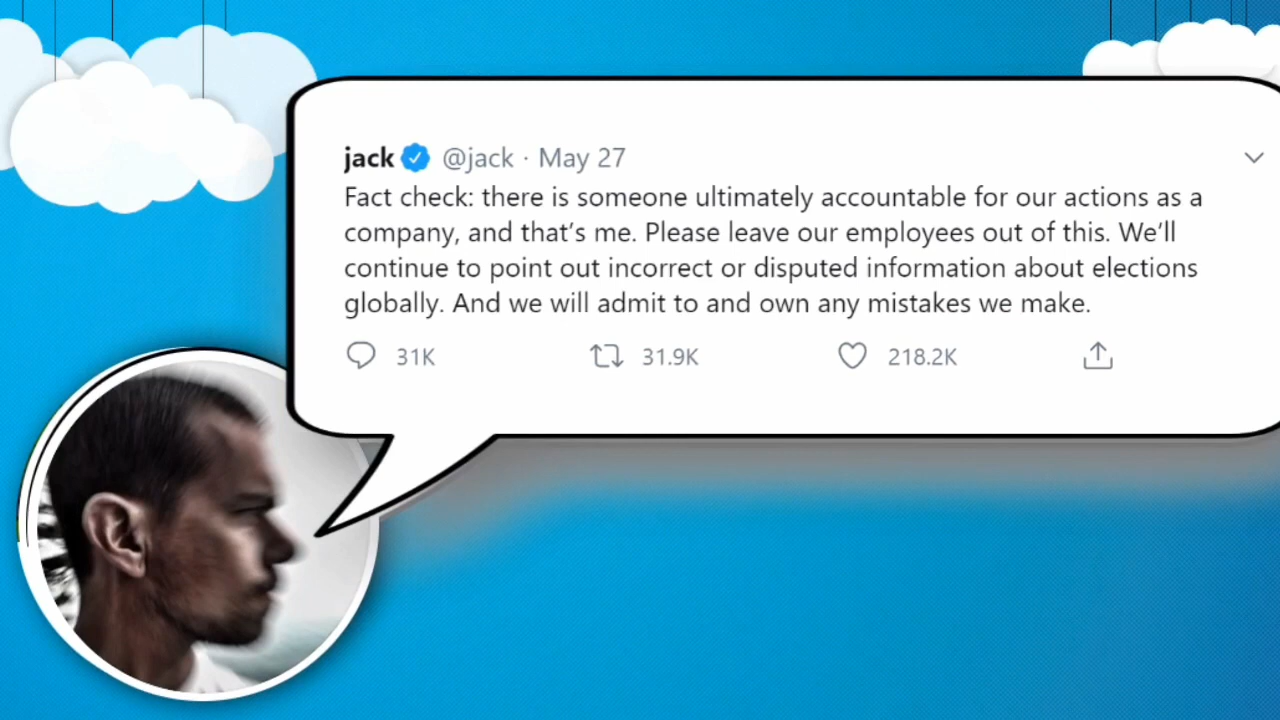 jack @jack · May 27
Fact check: there is someone ultimately accountable for our actions as a
company, and that’s me. Please leave our employees out of this. We’ll
continue to point out incorrect or disputed information about elections
globally. And we will admit to and own any mistakes we make.
31K 31.9K 218.2K